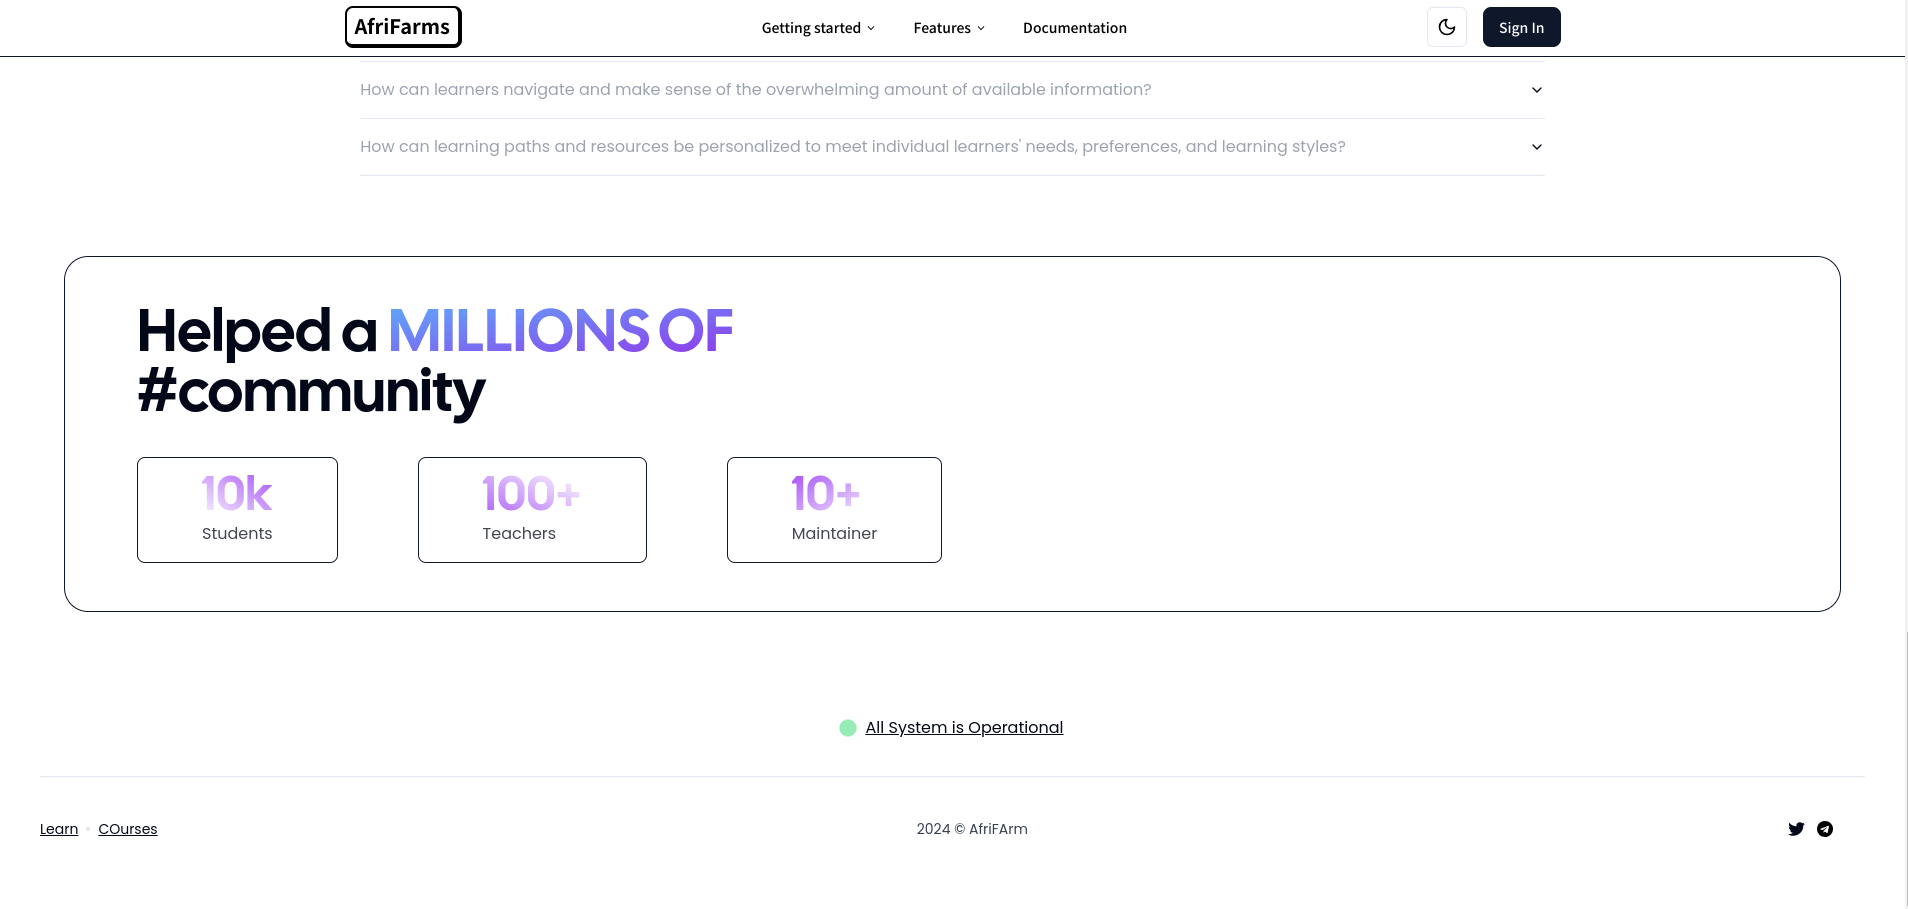 AfriFarms
Getting started
Features
Documentation
Sign In
How can learners navigate and make sense of the overwhelming amount of available information?
How can learning paths and resources be personalized to meet individual learners' needs, preferences, and learning styles?
Helped a MILLIONS OF
#community
10k
Students
100+
Teachers
10+
Maintainer
All System is Operational
Learn
COurses
2024 © AfriFArm